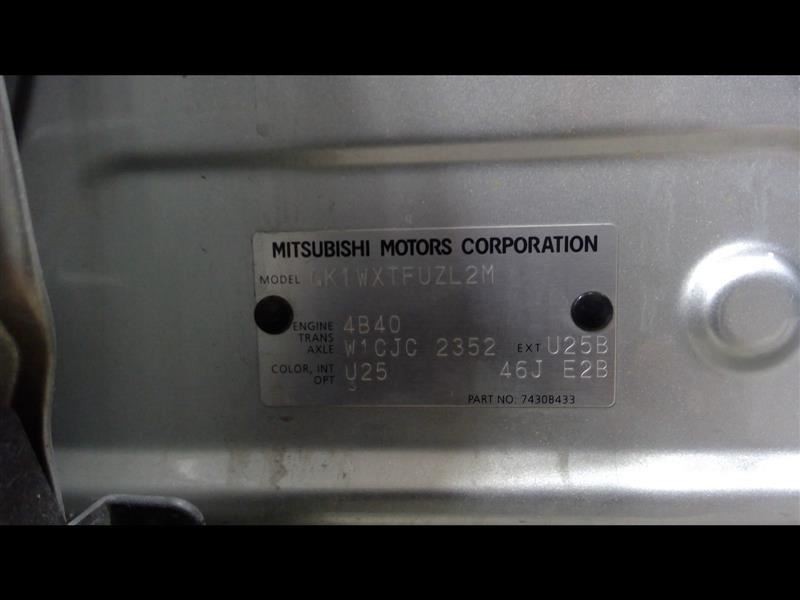 MITSUBISHI MOTORS CORPORATION
MODEL GK1WXTFUZL2M
ENGINE 4B40
TRANS
AXLE W1CJC 2352 EXT U25B
COLOR, INT U25 46J E2B
OPT 3
PART NO: 7430B433